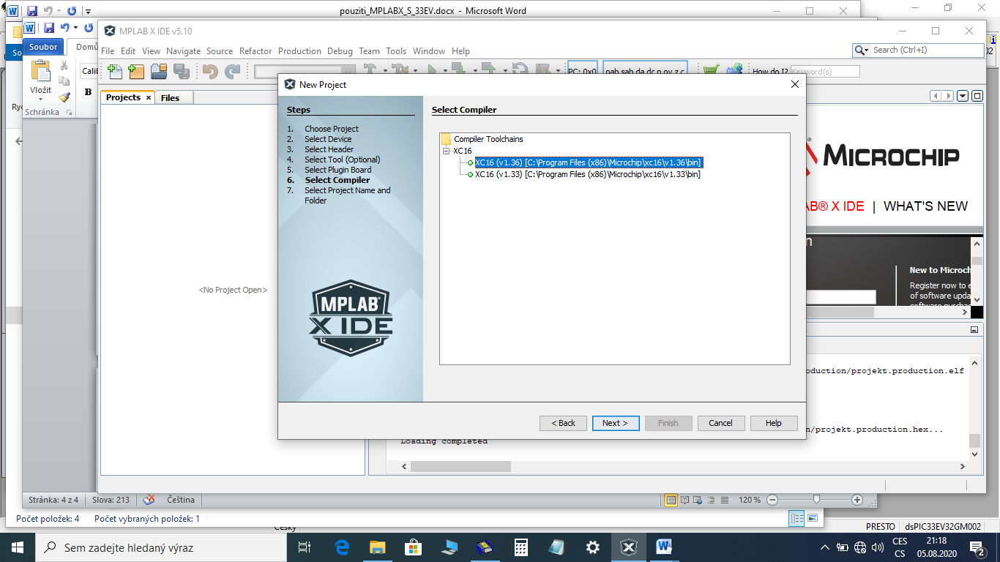 pouziti_MPLABX_S_33EV.docx - Microsoft Word
Soubor
Domů
Vložit
Schránka
B
MPLAB X IDE v5.10
File Edit View Navigate Source Refactor Production Debug Team Tools Window Help
Search (Ctrl+I)
PC: 0x0
oab sab da dc n ov z c
How do I? Keyword(s)
Projects × Files
<No Project Open>
New Project
Steps
1. Choose Project
2. Select Device
3. Select Header
4. Select Tool (Optional)
5. Select Plugin Board
6. Select Compiler
7. Select Project Name and
Folder
MPLAB®
X IDE
Select Compiler
Compiler Toolchains
XC16
XC16 (v1.36) [C:\Program Files (x86)\Microchip\xc16\v1.36\bin]
XC16 (v1.33) [C:\Program Files (x86)\Microchip\xc16\v1.33\bin]
< Back
Next >
Finish
Cancel
Help
MICROCHIP
AB® X IDE | WHAT'S NEW
New to Microch
Register now to e
of software upda
software purchas
oduction/projekt.production.elf
n/projekt.production.hex...
Loading completed
Stránka: 4 z 4
Slova: 213
Čeština
120 %
Počet položek: 4
Počet vybraných položek: 1
Česky
PRESTO
dsPIC33EV32GM002
Sem zadejte hledaný výraz
CES
CS
21:18
05.08.2020
2